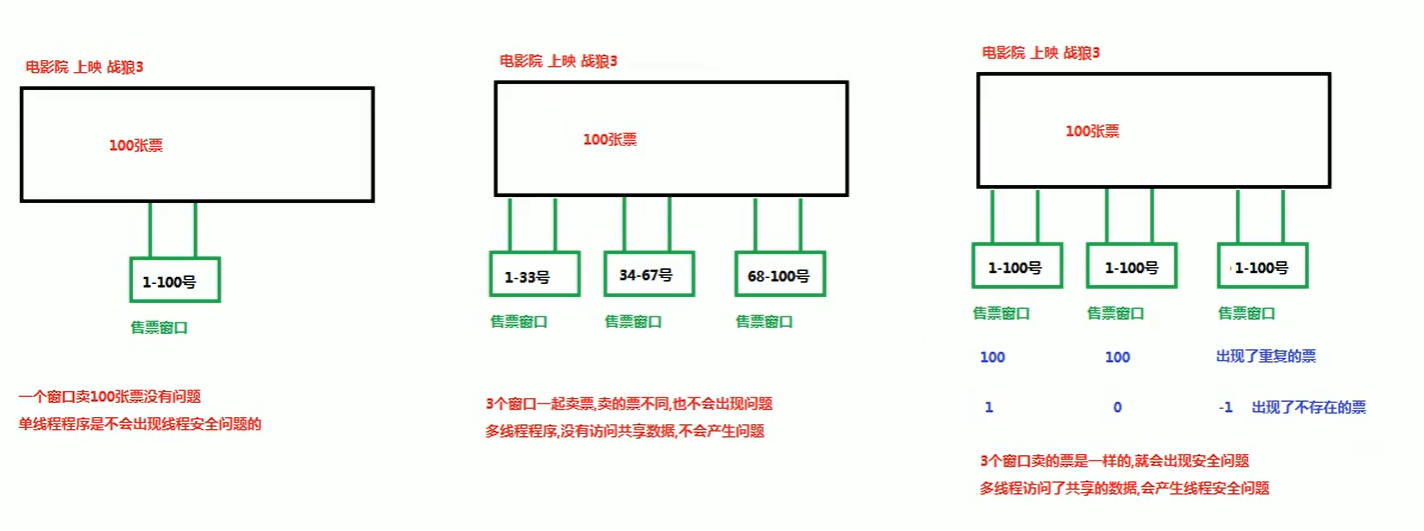 电影院 上映 战狼3
100张票
1-100号
售票窗口
一个窗口卖100张票没有问题
单线程程序是不会出现线程安全问题的
电影院 上映 战狼3
100张票
1-33号
34-67号
68-100号
售票窗口
售票窗口
售票窗口
3个窗口一起卖票,卖的票不同,也不会出现问题
多线程程序,没有访问共享数据,不会产生问题
电影院 上映 战狼3
100张票
1-100号
1-100号
1-100号
售票窗口
售票窗口
售票窗口
100 100 出现了重复的票
1 0 -1 出现了不存在的票
3个窗口卖的票是一样的,就会出现安全问题
多线程访问了共享的数据,会产生线程安全问题